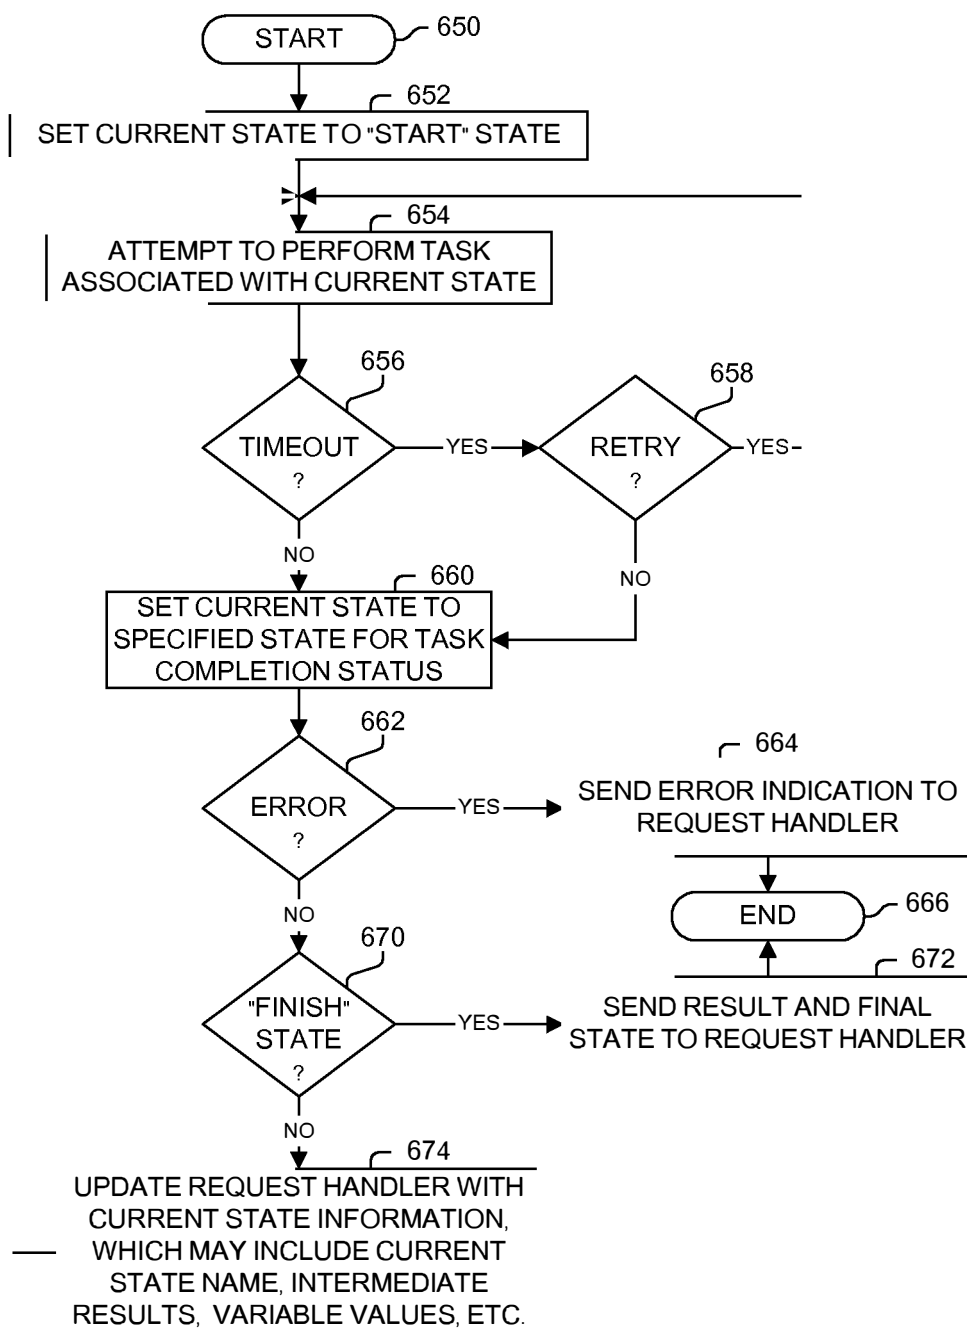 START
650
652
SET CURRENT STATE TO "START" STATE
654
ATTEMPT TO PERFORM TASK
ASSOCIATED WITH CURRENT STATE
656
658
TIMEOUT
?
YES
RETRY
?
YES
NO
NO
660
SET CURRENT STATE TO
SPECIFIED STATE FOR TASK
COMPLETION STATUS
662
664
ERROR
?
YES
SEND ERROR INDICATION TO
REQUEST HANDLER
NO
END
666
670
672
"FINISH"
STATE
?
YES
SEND RESULT AND FINAL
STATE TO REQUEST HANDLER
NO
674
UPDATE REQUEST HANDLER WITH
CURRENT STATE INFORMATION,
WHICH MAY INCLUDE CURRENT
STATE NAME, INTERMEDIATE
RESULTS, VARIABLE VALUES, ETC.